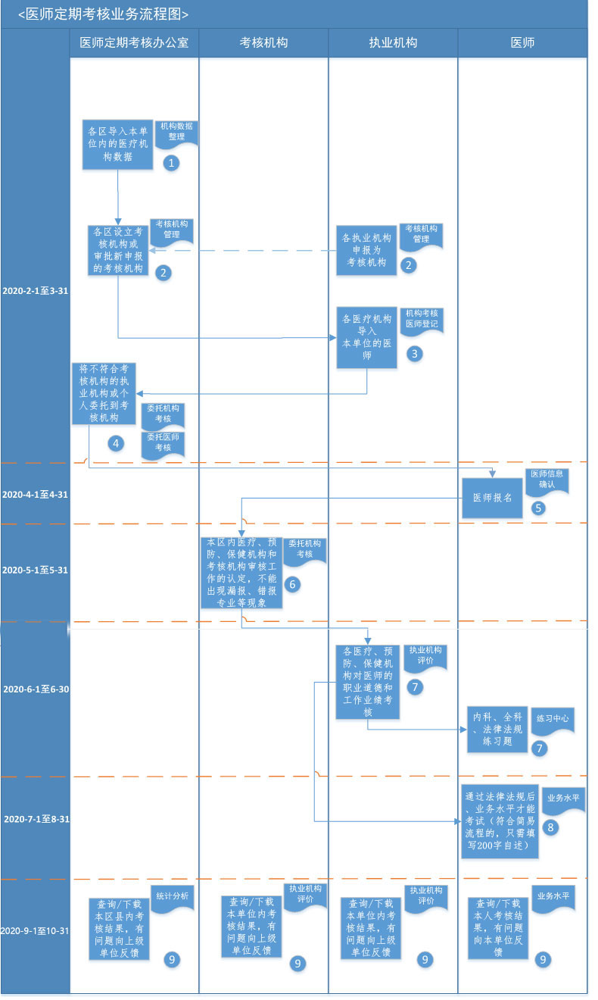 <医师定期考核业务流程图>
医师定期考核办公室
考核机构
执业机构
医师
2020-2-1至3-31
各区导入本单
位内的医疗机
构数据
机构数据
整理
1
各区设立考
核机构或
审批新申报
的考核机构
考核机构
管理
2
各执业机构
申报为
考核机构
考核机构
管理
2
各医疗机构
导入
本单位的医
师
机构考核
医师登记
3
将不符合考
核机构的执
业机构或个
人委托到考
核机构
委托机构
考核
委托医师
考核
4
2020-4-1至4-31
医师报名
医师信息
确认
5
2020-5-1至5-31
本区内医疗、预
防、保健机构和
考核机构审核工
作的认定，不能
出现漏报、错报
专业等现象
委托机构
考核
6
2020-6-1至6-30
各医疗、预
防、保健机
构对医师的
职业道德和
工作业绩考
核
执业机构
评价
7
内科、全科
、法律法规
练习题
练习中心
7
2020-7-1至8-31
通过法律法规后
、业务水平才能
考试（符合简易
流程的，只需填
写200字自述）
业务水平
8
2020-9-1至10-31
查询/下载
本区县内考
核结果，有
问题向上级
单位反馈
统计分析
9
查询/下载
本单位内考
核结果，有
问题向上级
单位反馈
执业机构
评价
9
查询/下载
本单位内考
核结果，有
问题向上级
单位反馈
执业机构
评价
9
查询/下载
本人考核结
果，有问题
向本单位反
馈
业务水平
9